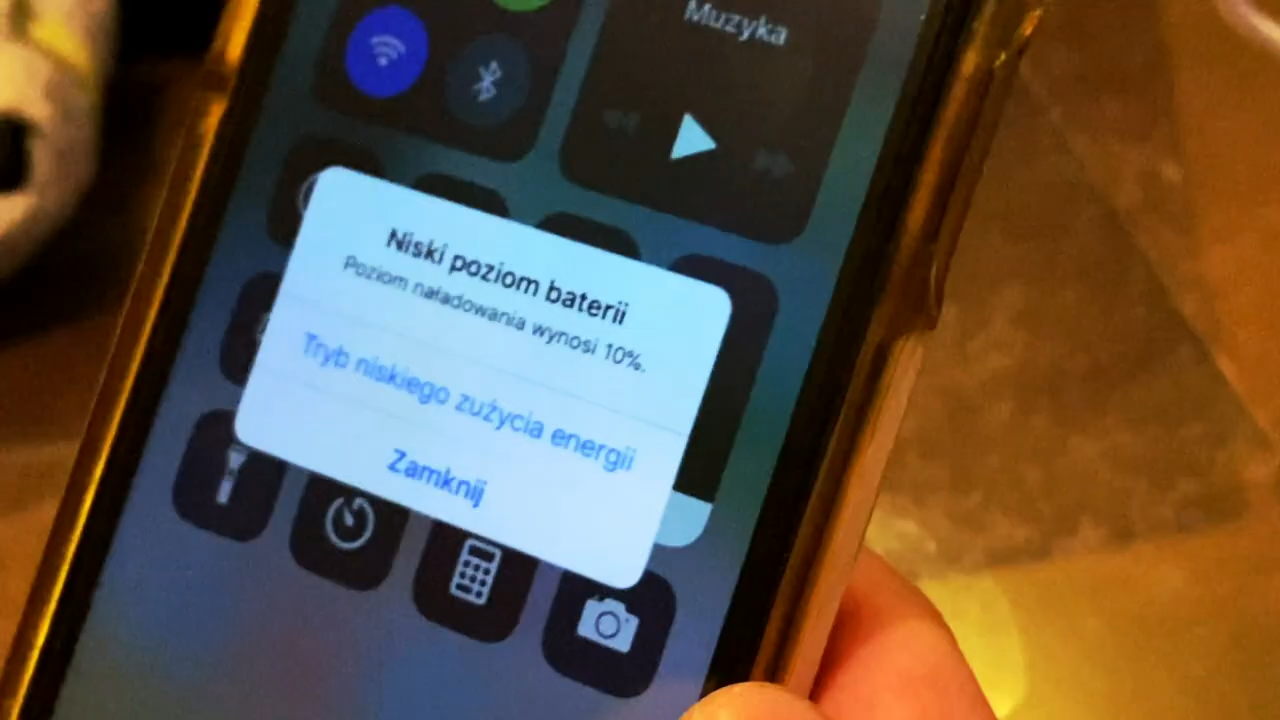 Muzyka
Niski poziom baterii
Poziom naładowania wynosi 10%.
Tryb niskiego zużycia energii
Zamknij